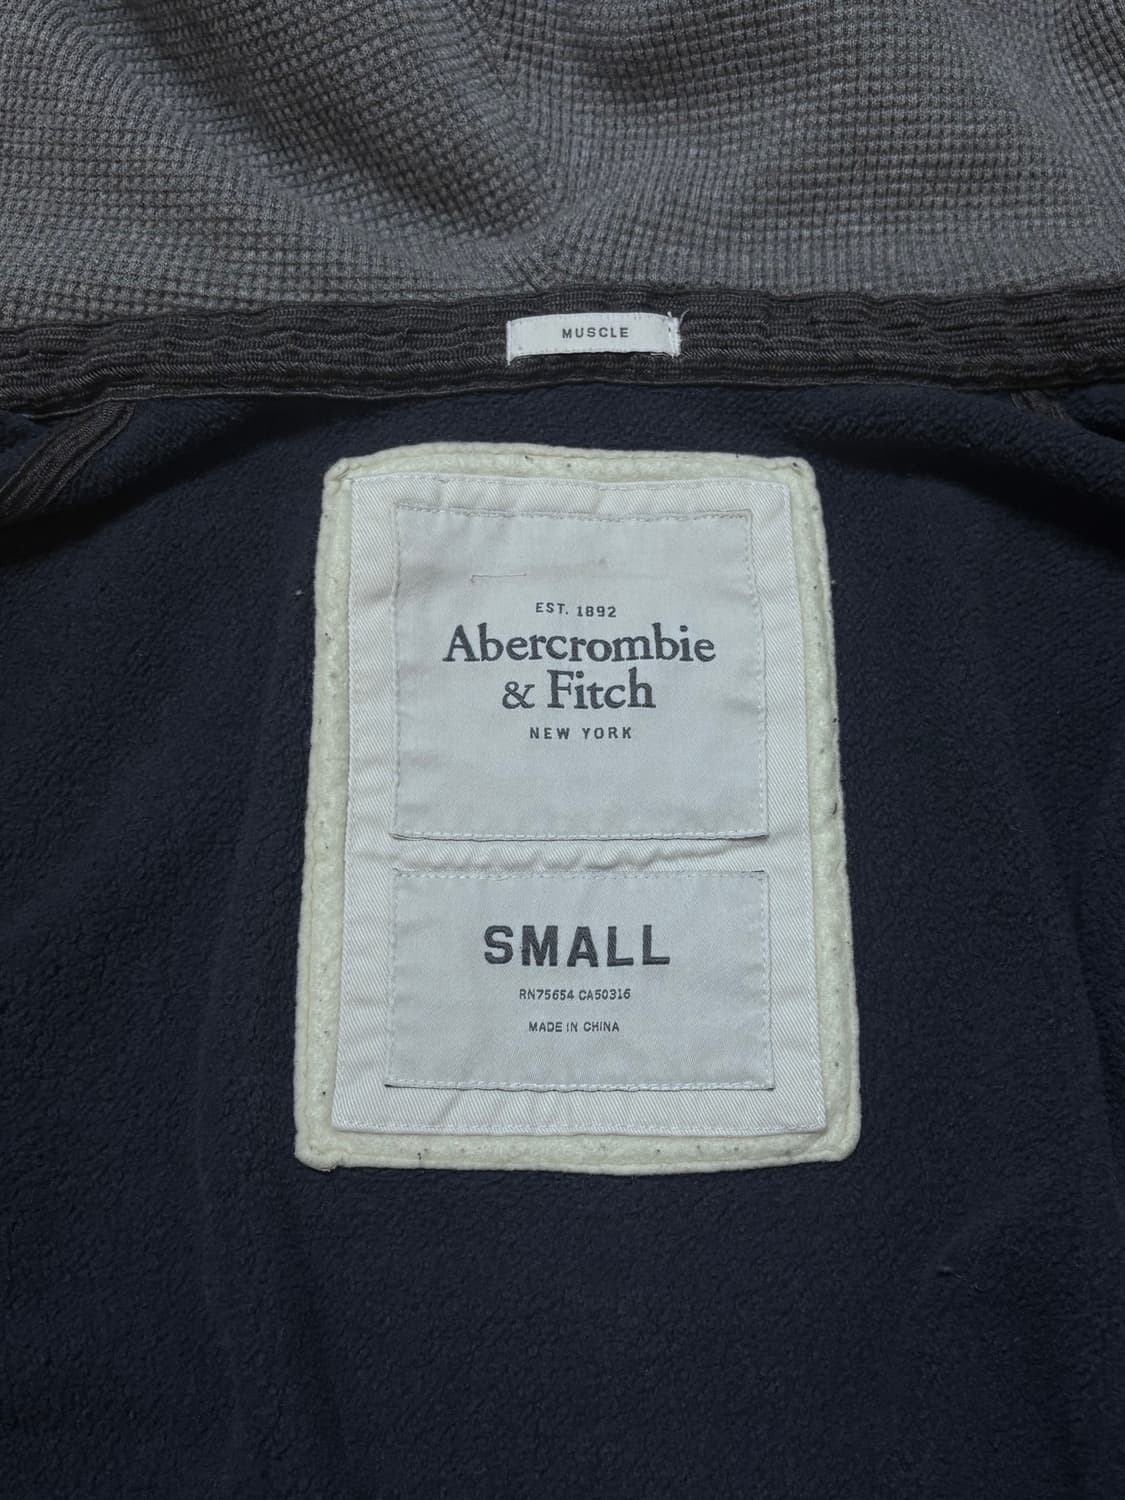 MUSCLE
EST. 1892
Abercrombie
& Fitch
NEW YORK
SMALL
RN75654 CA50316
MADE IN CHINA